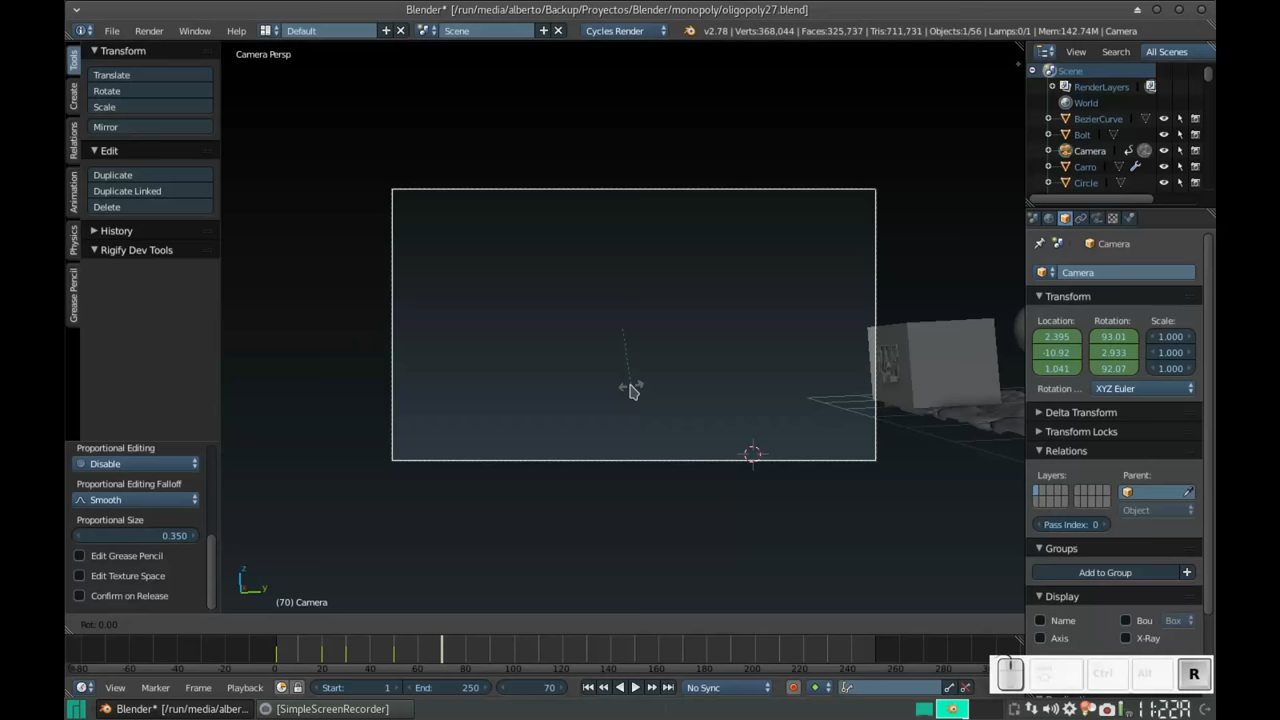 Blender* [/run/media/alberto/Backup/Proyectos/Blender/monopoly/oligopoly27.blend]
File Render Window Help Default Scene Cycles Render v2.78 | Verts:368,044 | Faces:325,737 | Tris:711,731 | Objects:1/56 | Lamps:0/1 | Mem:142.74M | Camera
Tools
Create
Relations
Animation
Physics
Grease Pencil
Transform
Translate
Rotate
Scale
Mirror
Edit
Duplicate
Duplicate Linked
Delete
History
Rigify Dev Tools
Proportional Editing
Disable
Proportional Editing Falloff
Smooth
Proportional Size
0.350
Edit Grease Pencil
Edit Texture Space
Confirm on Release
Camera Persp
z
y
(70) Camera
Rot: 0.00
View Search All Scenes
Scene
RenderLayers
World
BezierCurve
Bolt
Camera
Carro
Circle
Camera
Camera
Transform
Location: Rotation: Scale:
2.395 93.01 1.000
-10.92 2.933 1.000
1.041 92.07 1.000
Rotation ... XYZ Euler
Delta Transform
Transform Locks
Relations
Layers: Parent:
Object
Pass Index: 0
Groups
Add to Group
Display
Name Bou Box
Axis X-Ray
-80 -60 -40 -20 0 20 40 60 80 100 120 140 160 180 200 220 240 260 280
View Marker Frame Playback Start: 1 End: 250 70 No Sync
Ctrl Alt R
Blender* [/run/media/alber... [SimpleScreenRecorder] 11:22